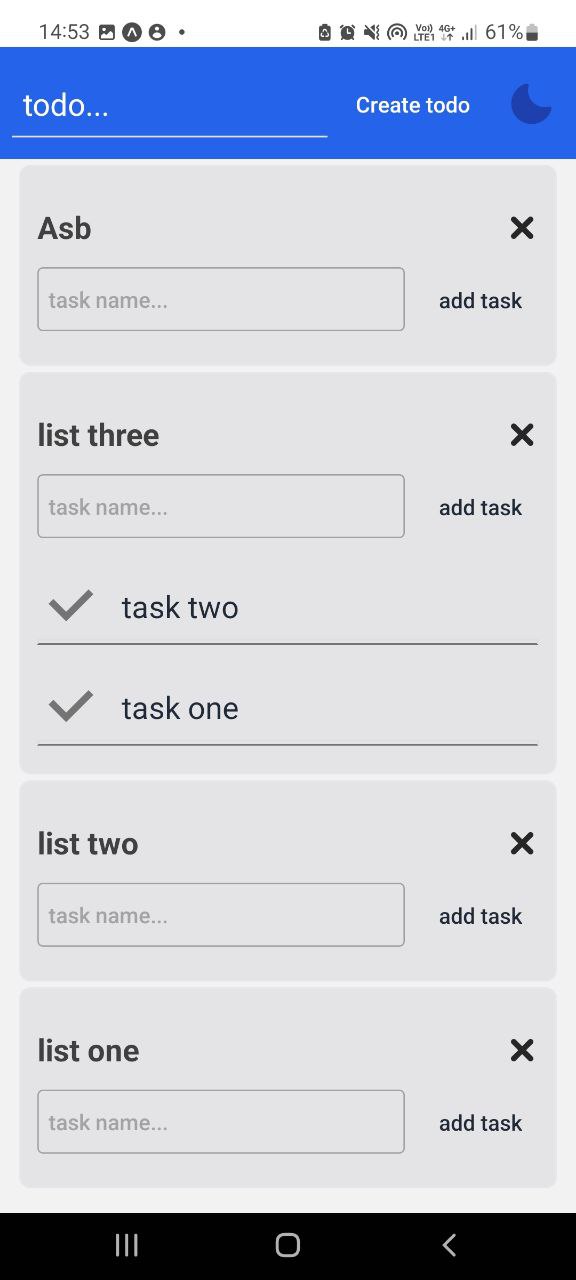 14:53 Vo)) LTE1 4G+ 61%
todo... Create todo
Asb
task name... add task
list three
task name... add task
task two
task one
list two
task name... add task
list one
task name... add task